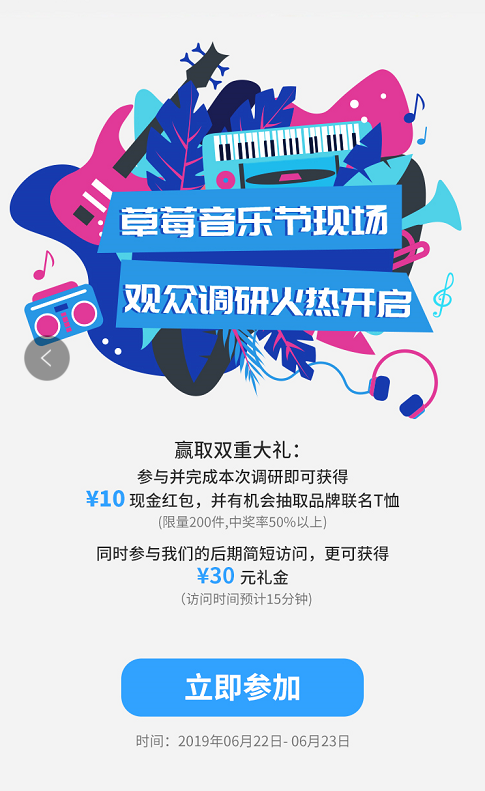 草莓音乐节现场
观众调研火热开启
赢取双重大礼：
参与并完成本次调研即可获得
¥10 现金红包，并有机会抽取品牌联名T恤
(限量200件,中奖率50%以上)
同时参与我们的后期简短访问，更可获得
¥30 元礼金
（访问时间预计15分钟)
立即参加
时间：2019年06月22日- 06月23日